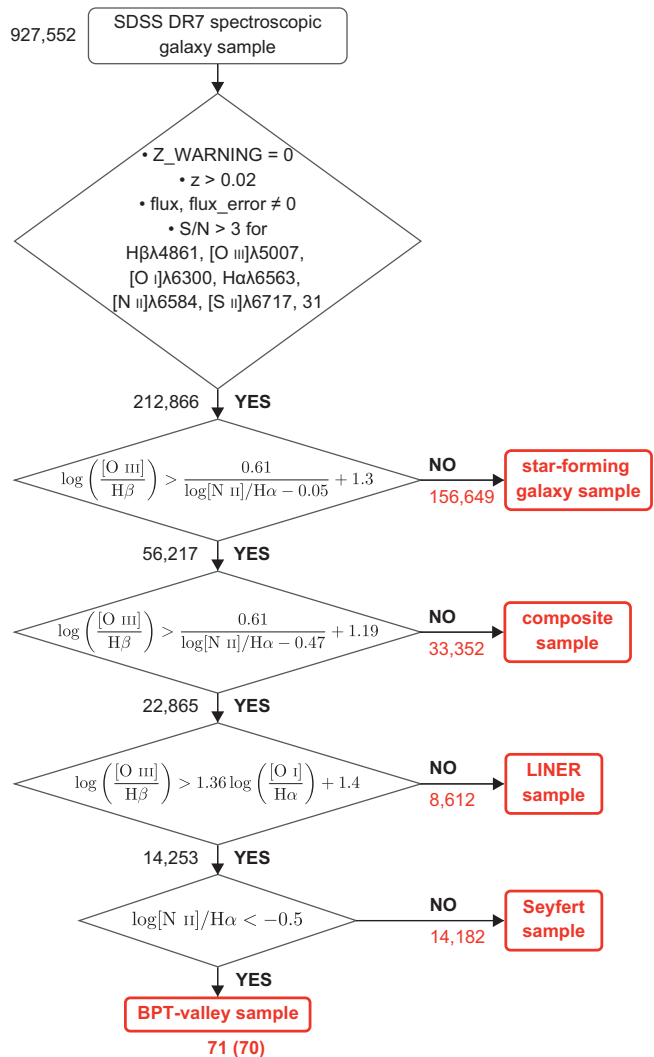 927,552
SDSS DR7 spectroscopic
galaxy sample
• Z_WARNING = 0
• z > 0.02
• flux, flux_error ≠ 0
• S/N > 3 for
Hβλ4861, [O III]λ5007,
[O I]λ6300, Hαλ6563,
[N II]λ6584, [S II]λ6717, 31
212,866 YES
log ([O III]/Hβ) > 0.61/(log[N II]/Hα − 0.05) + 1.3
NO
156,649
star-forming
galaxy sample
56,217 YES
log ([O III]/Hβ) > 0.61/(log[N II]/Hα − 0.47) + 1.19
NO
33,352
composite
sample
22,865 YES
log ([O III]/Hβ) > 1.36 log ([O I]/Hα) + 1.4
NO
8,612
LINER
sample
14,253 YES
log[N II]/Hα < −0.5
NO
14,182
Seyfert
sample
YES
BPT-valley sample
71 (70)